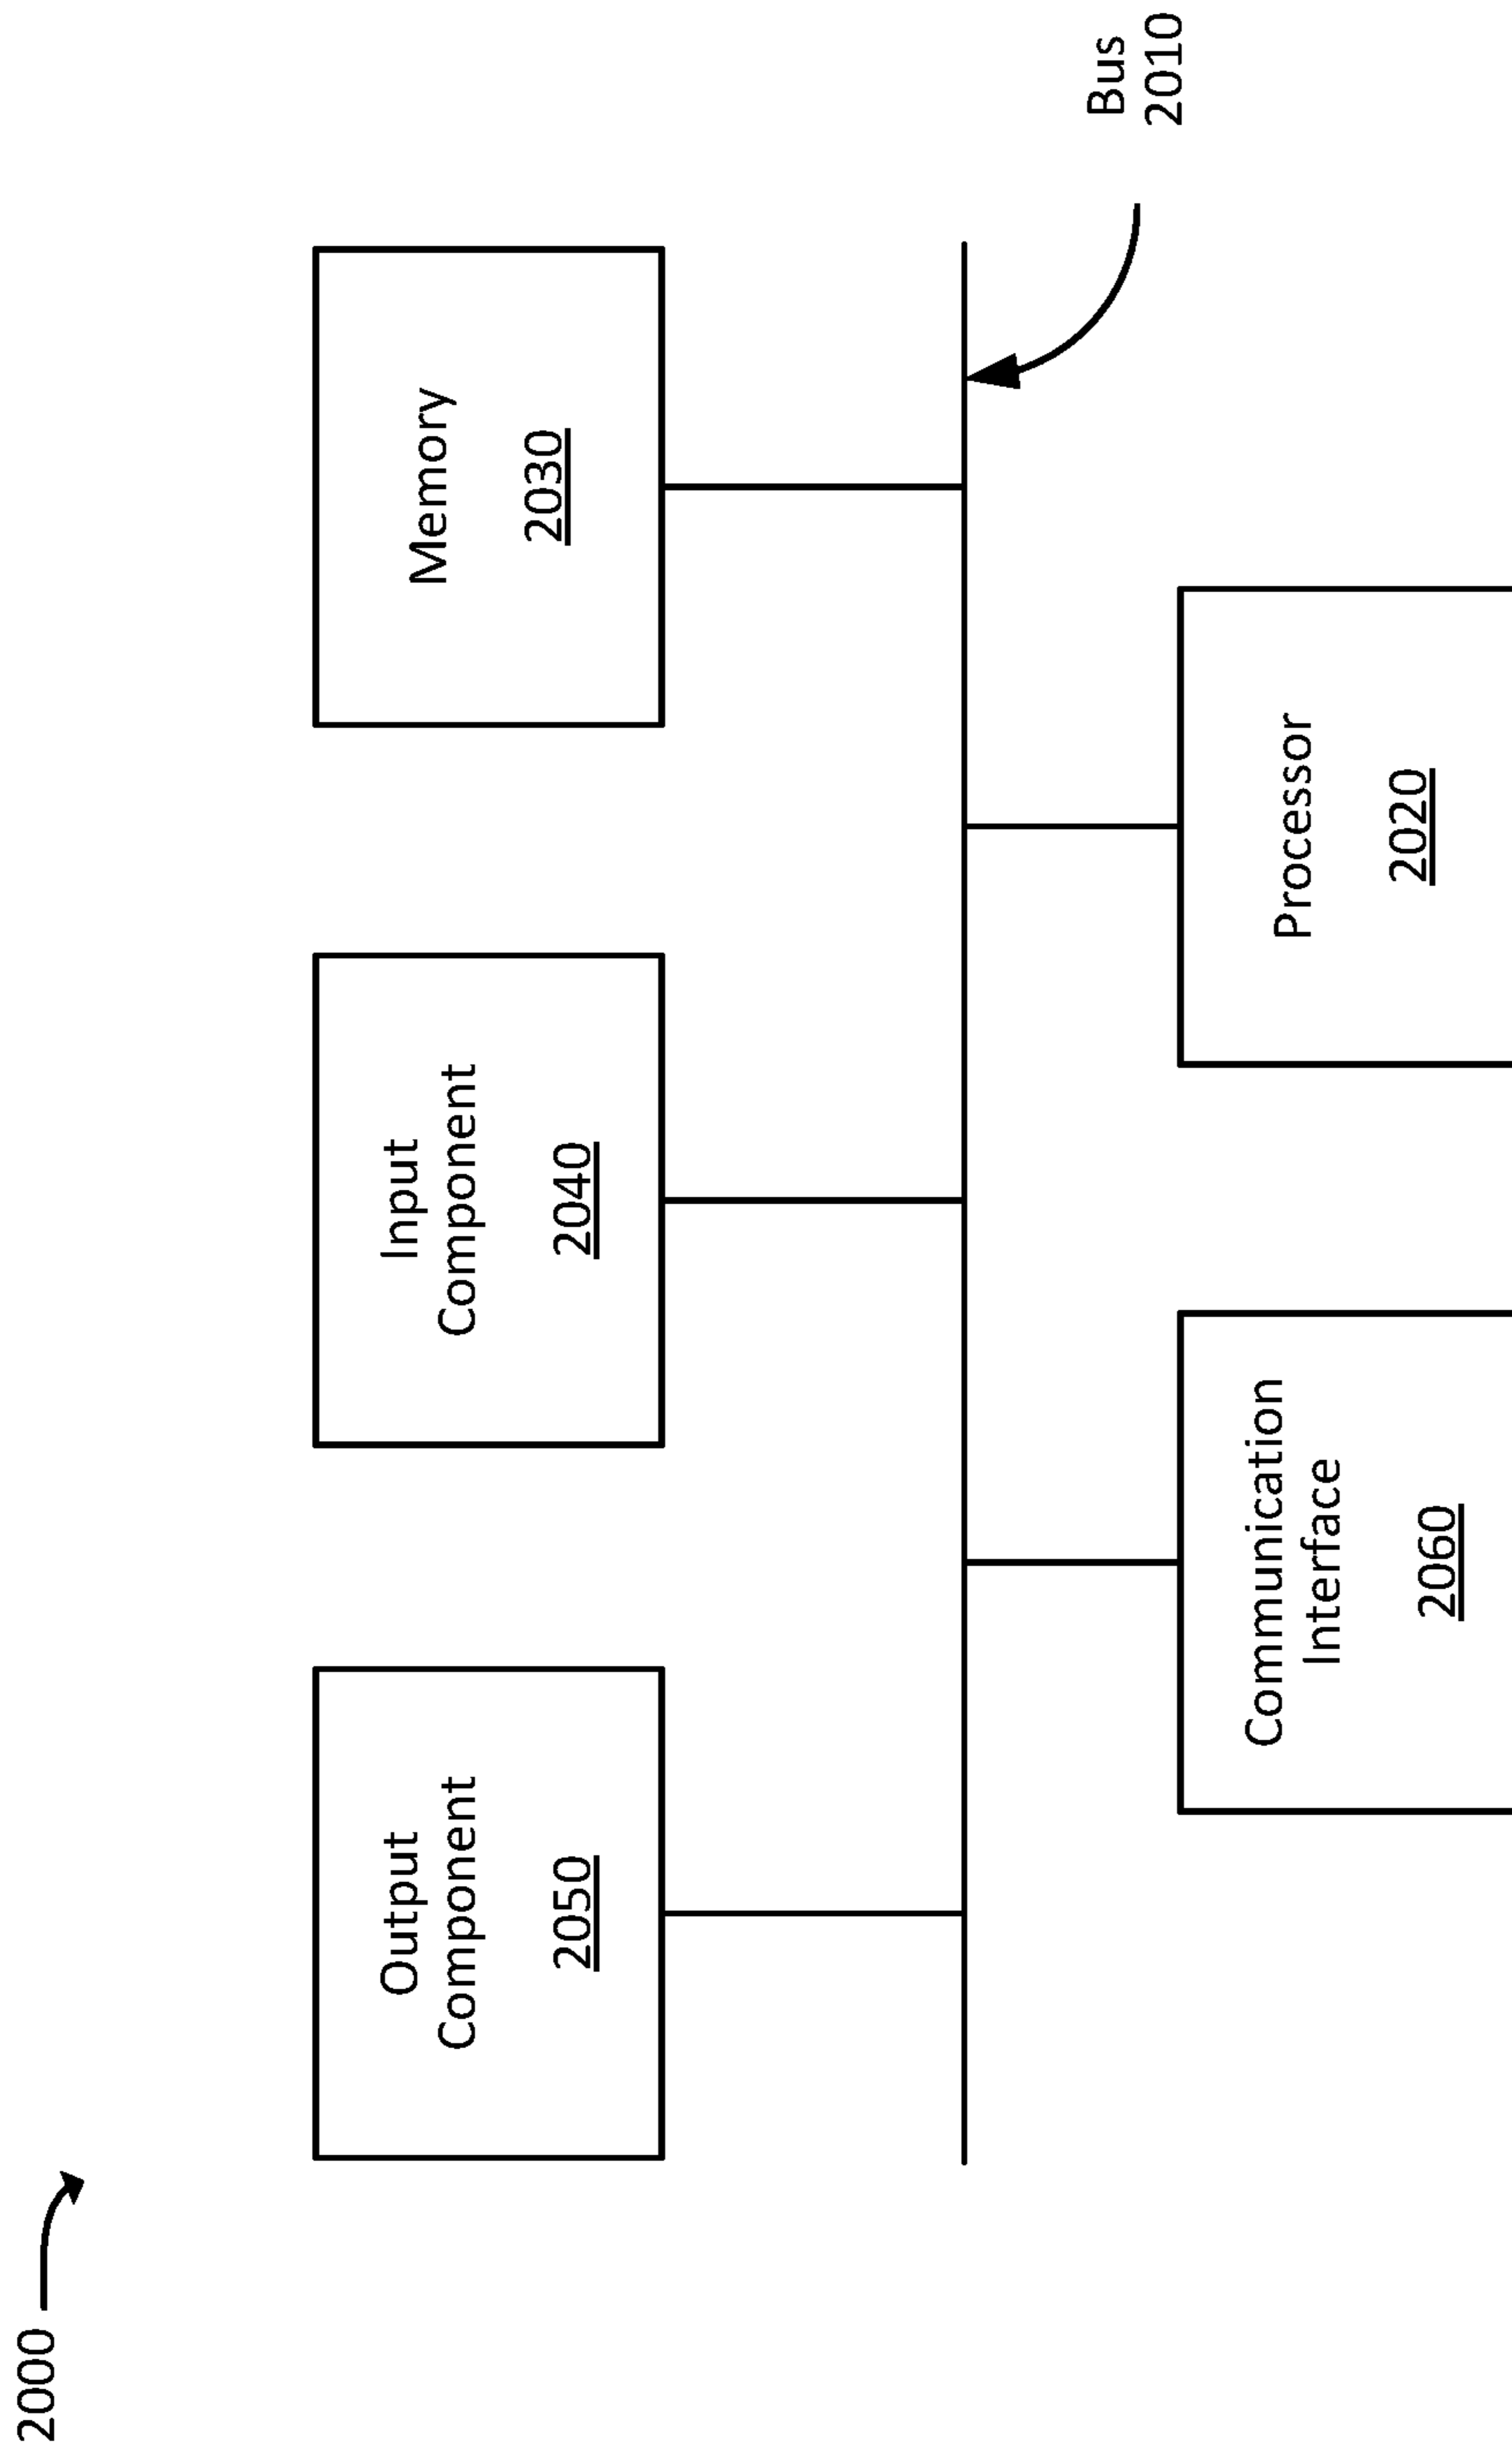 2000
Output
Component
2050
Input
Component
2040
Memory
2030
Bus
2010
Communication
Interface
2060
Processor
2020